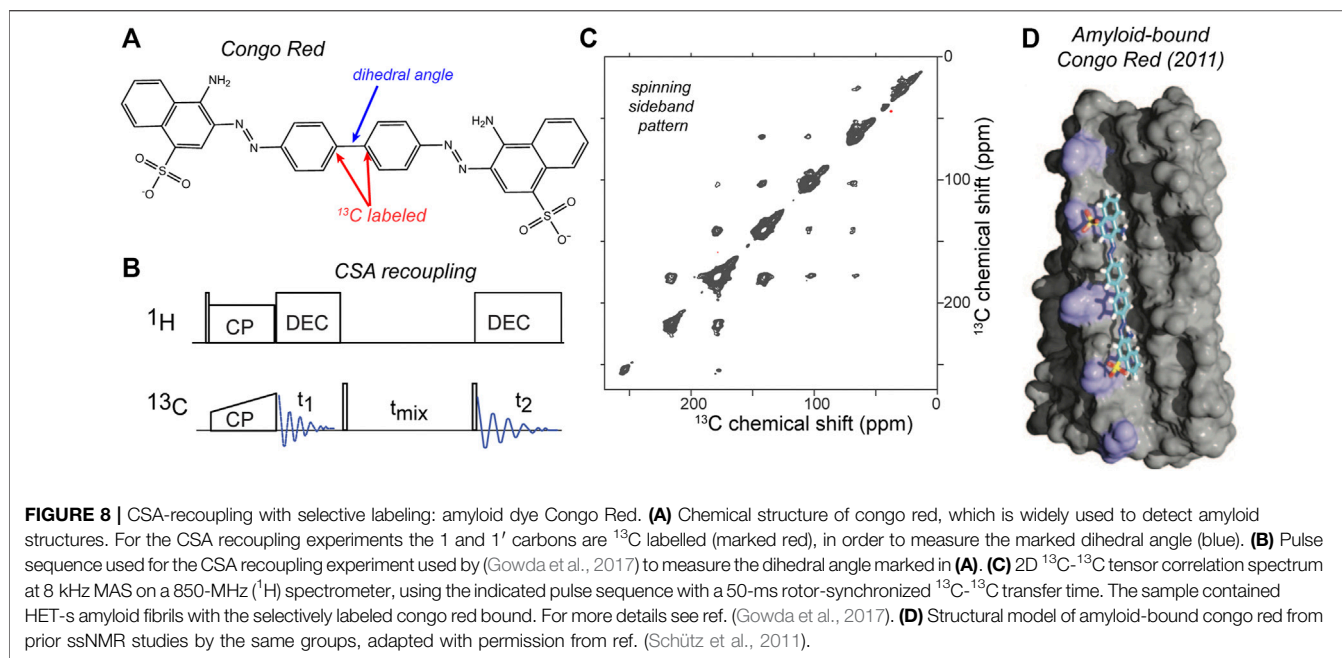 A
Congo Red
dihedral angle
NH₂
N
N
S
O
O
⁻O
¹³C labeled
NH₂
N
N
S
O
O
O⁻
B
CSA recoupling
¹H
CP
DEC
DEC
¹³C
CP
t₁
t_mix
t₂
C
spinning
sideband
pattern
0
100
200
¹³C chemical shift (ppm)
200
100
0
¹³C chemical shift (ppm)
D
Amyloid-bound
Congo Red (2011)
FIGURE 8 | CSA-recoupling with selective labeling: amyloid dye Congo Red. (A) Chemical structure of congo red, which is widely used to detect amyloid
structures. For the CSA recoupling experiments the 1 and 1′ carbons are ¹³C labelled (marked red), in order to measure the marked dihedral angle (blue). (B) Pulse
sequence used for the CSA recoupling experiment used by (Gowda et al., 2017) to measure the dihedral angle marked in (A). (C) 2D ¹³C-¹³C tensor correlation spectrum
at 8 kHz MAS on a 850-MHz (¹H) spectrometer, using the indicated pulse sequence with a 50-ms rotor-synchronized ¹³C-¹³C transfer time. The sample contained
HET-s amyloid fibrils with the selectively labeled congo red bound. For more details see ref. (Gowda et al., 2017). (D) Structural model of amyloid-bound congo red from
prior ssNMR studies by the same groups, adapted with permission from ref. (Schütz et al., 2011).